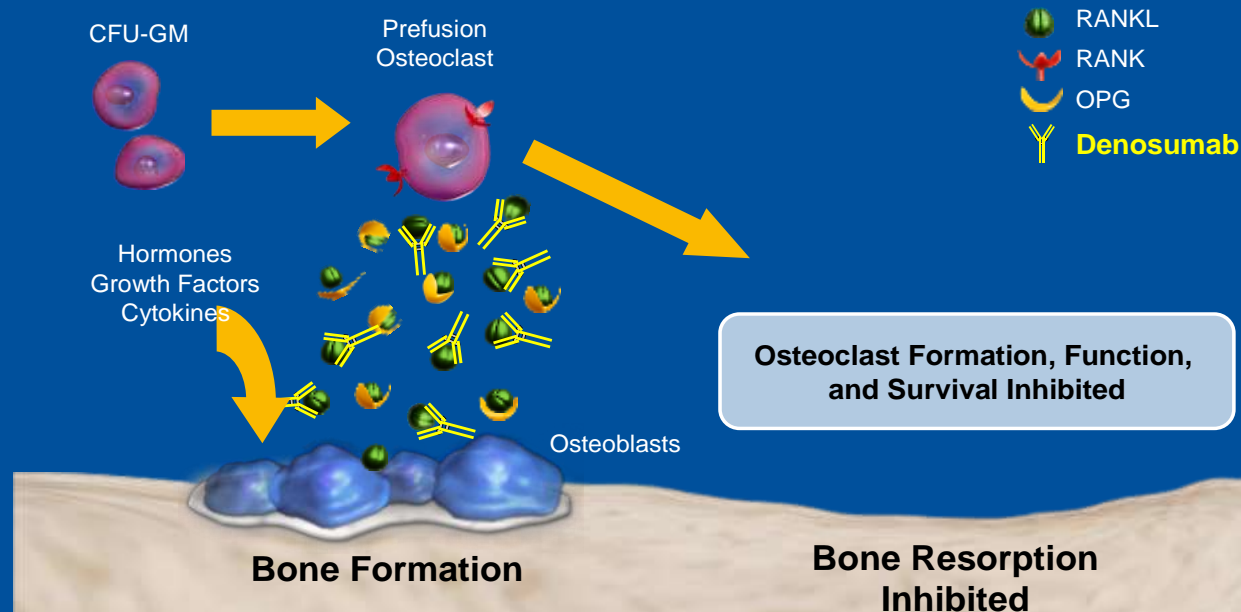 CFU-GM
Prefusion
Osteoclast
RANKL
RANK
OPG
Denosumab
Hormones
Growth Factors
Cytokines
Osteoclast Formation, Function,
and Survival Inhibited
Osteoblasts
Bone Formation
Bone Resorption
Inhibited